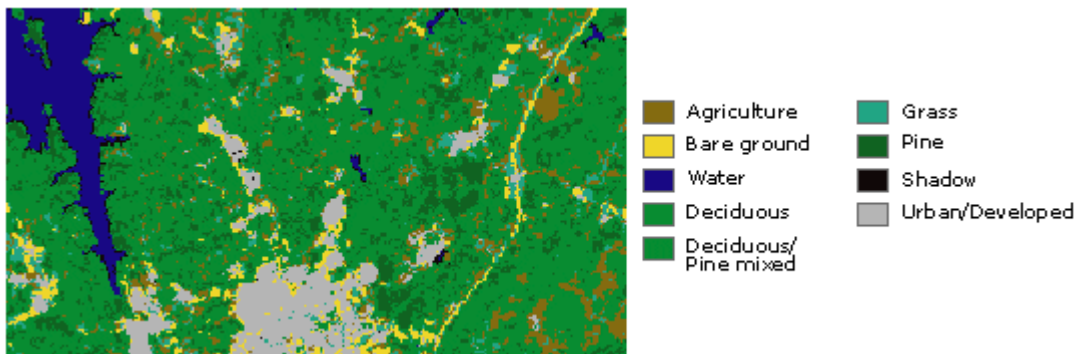 Agriculture
Bare ground
Water
Deciduous
Deciduous/
Pine mixed
Grass
Pine
Shadow
Urban/Developed